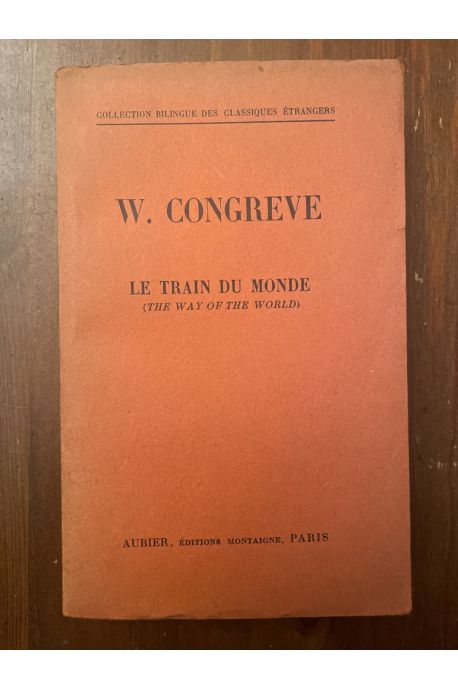 COLLECTION BILINGUE DES CLASSIQUES ÉTRANGERS
W. CONGREVE
LE TRAIN DU MONDE
(THE WAY OF THE WORLD)
AUBIER, ÉDITIONS MONTAIGNE, PARIS